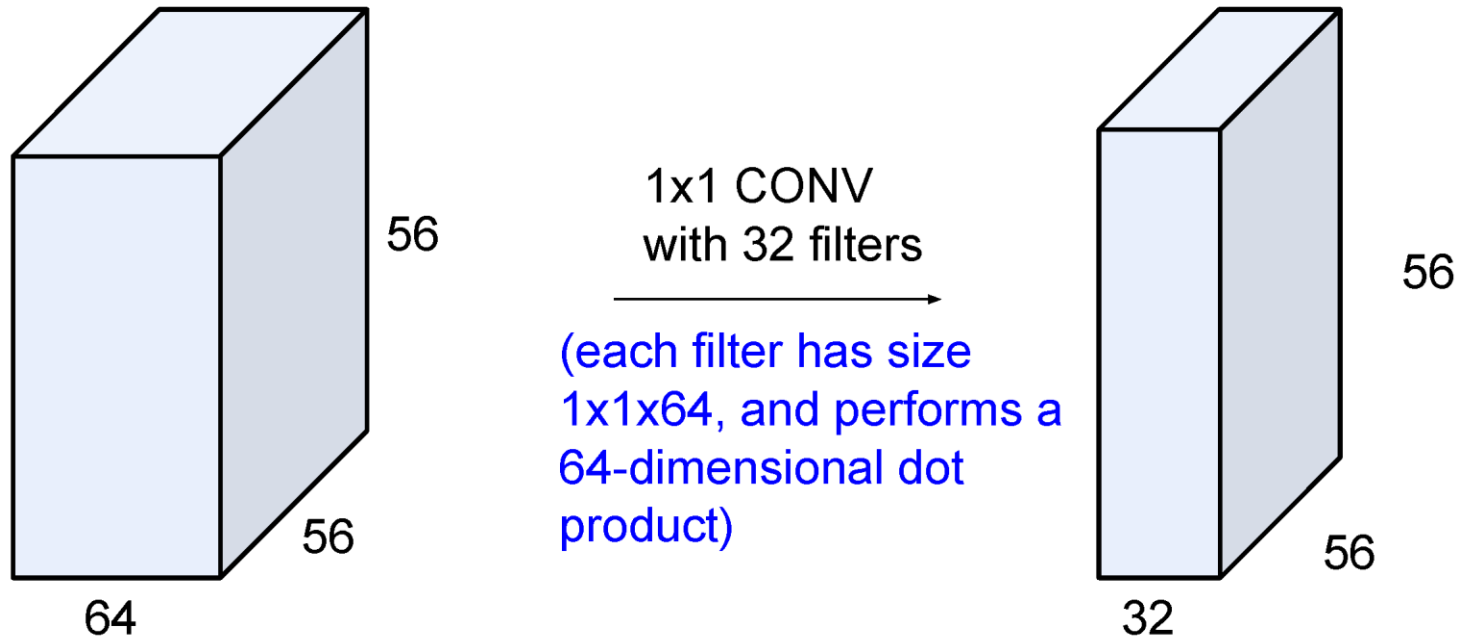 56
56
64
1x1 CONV
with 32 filters
(each filter has size
1x1x64, and performs a
64-dimensional dot
product)
56
56
32